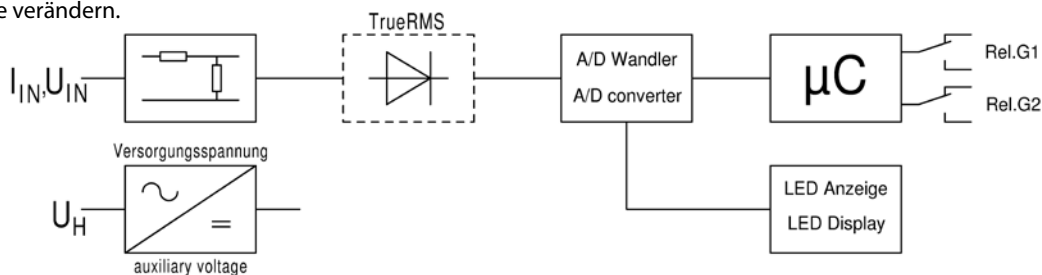 e verändern.
TrueRMS
I_IN,U_IN
A/D Wandler
A/D converter
µC
Rel.G1
Rel.G2
Versorgungsspannung
U_H
=
auxiliary voltage
LED Anzeige
LED Display